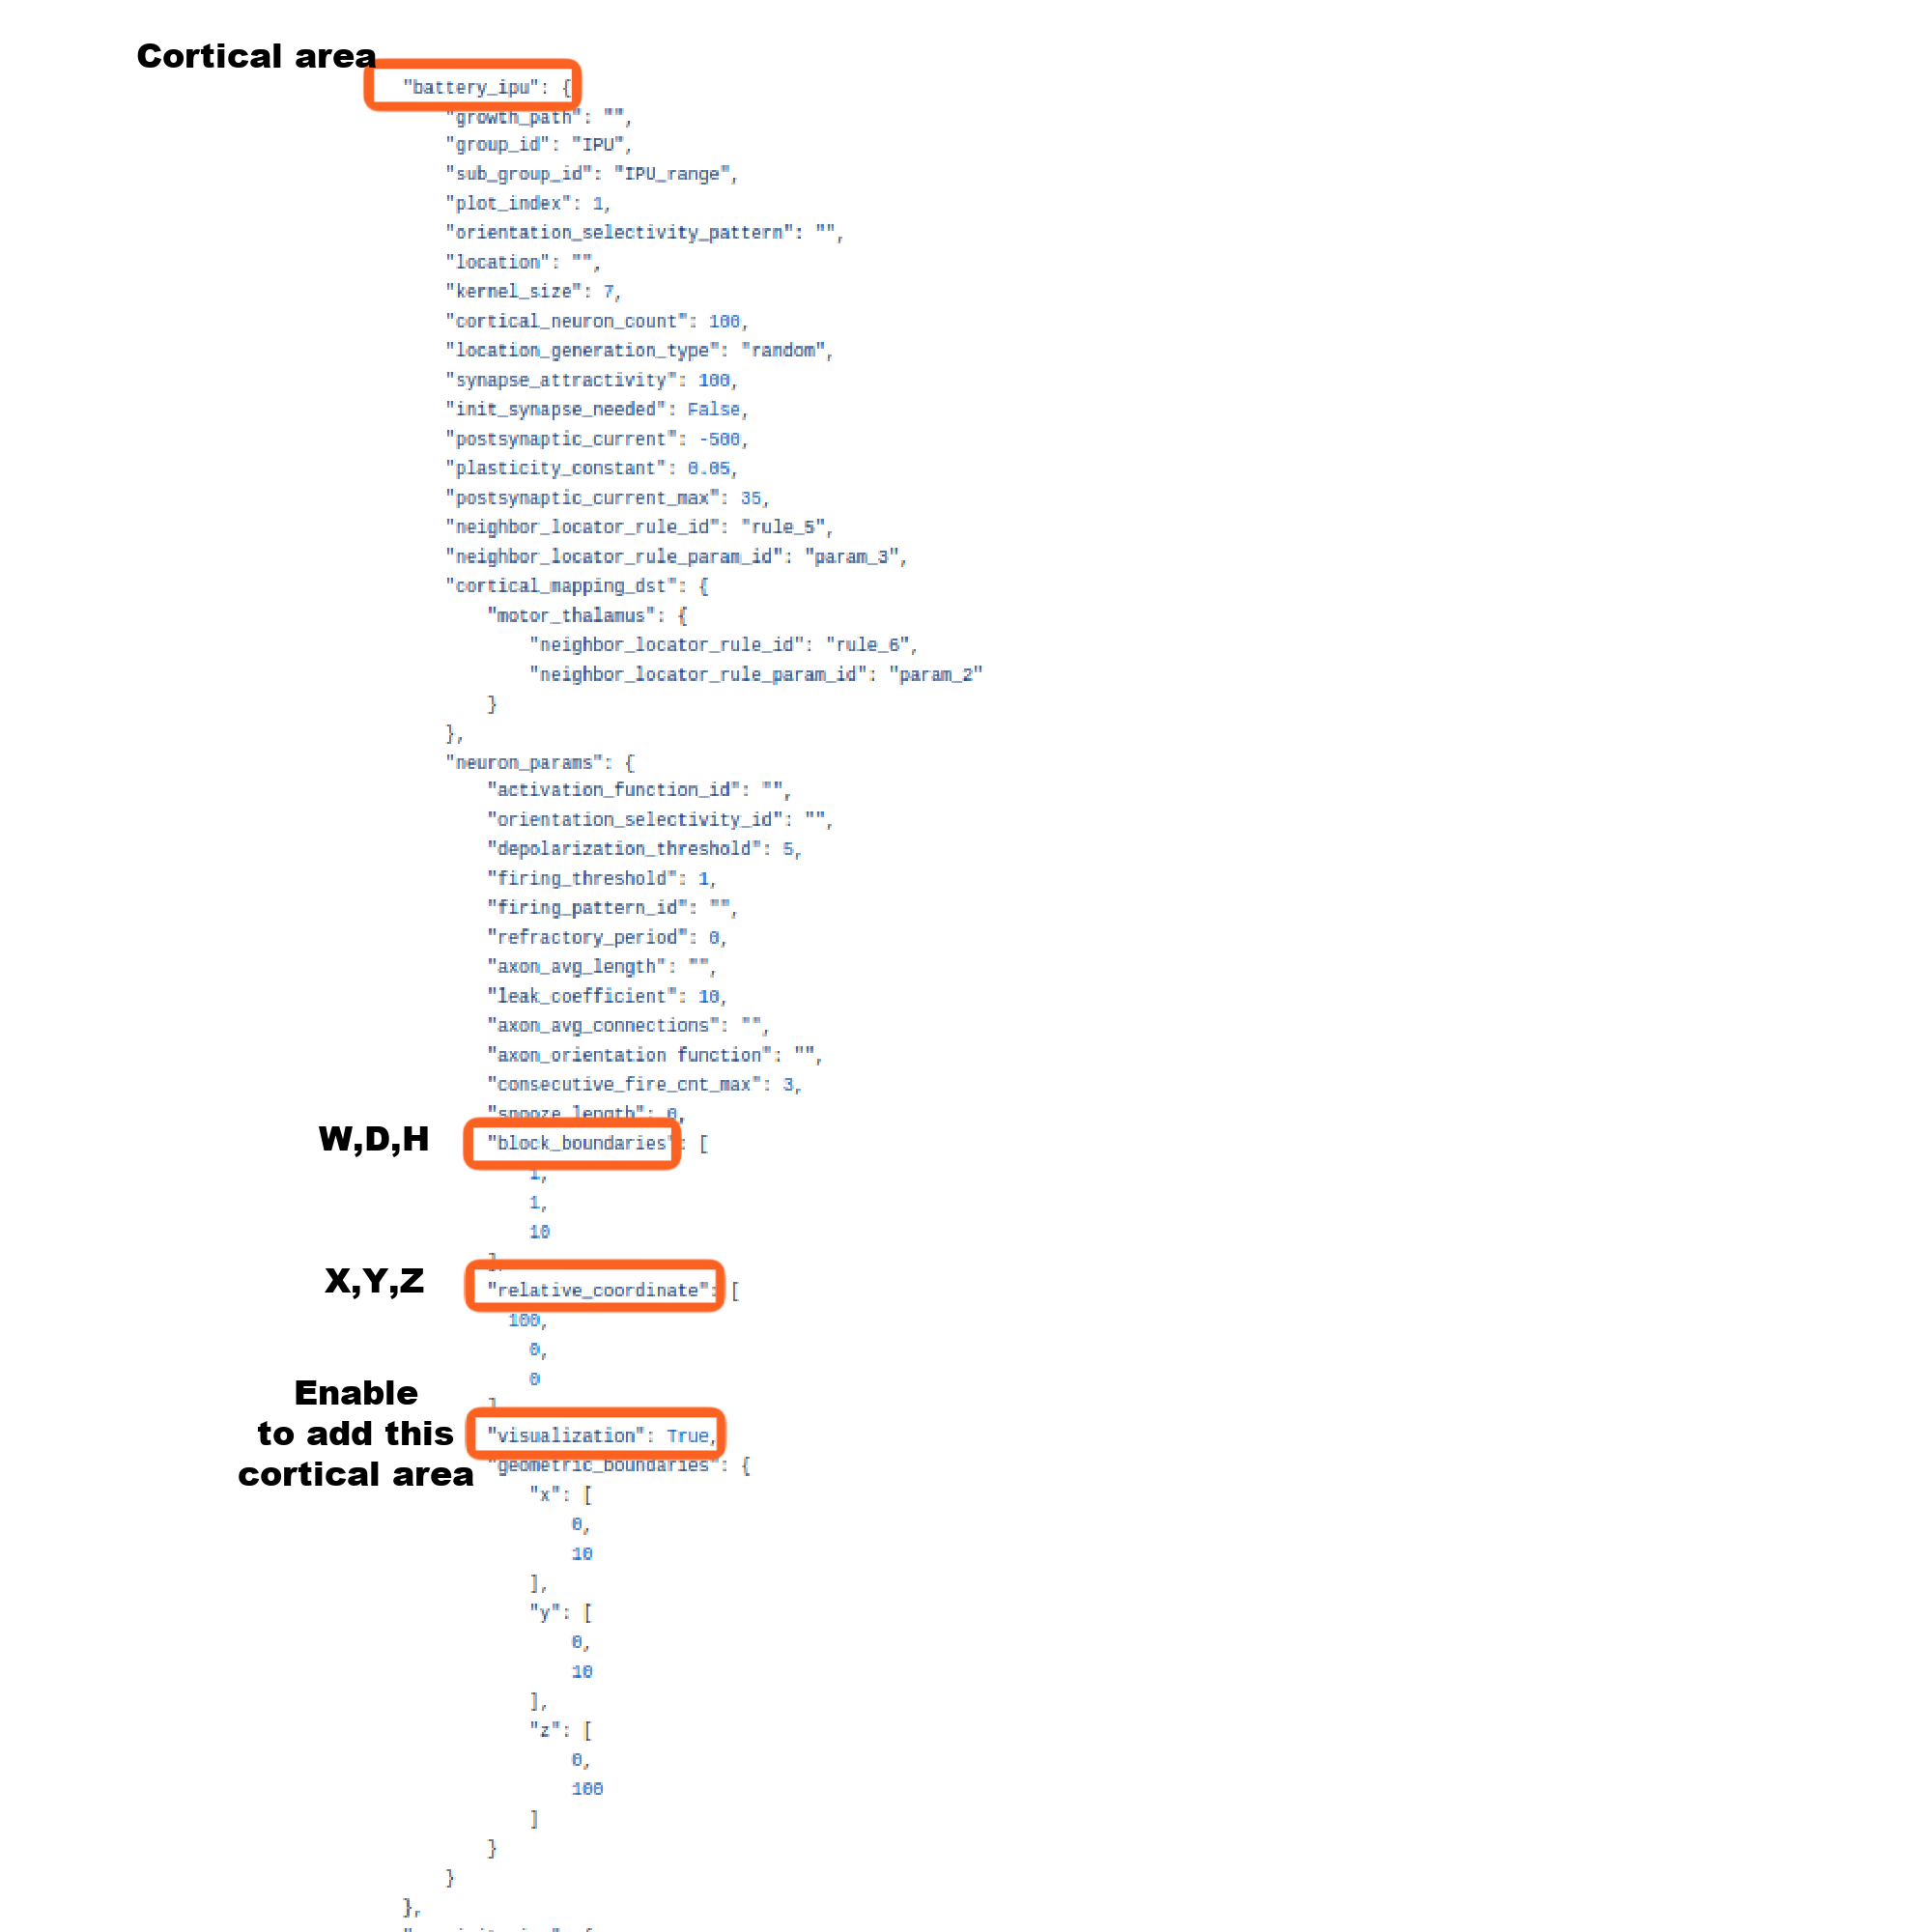 Cortical area
"battery_ipu": {
"growth_path": "",
"group_id": "IPU",
"sub_group_id": "IPU_range",
"plot_index": 1,
"orientation_selectivity_pattern": "",
"location": "",
"kernel_size": 7,
"cortical_neuron_count": 100,
"location_generation_type": "random",
"synapse_attractivity": 100,
"init_synapse_needed": False,
"postsynaptic_current": -500,
"plasticity_constant": 0.05,
"postsynaptic_current_max": 35,
"neighbor_locator_rule_id": "rule_5",
"neighbor_locator_rule_param_id": "param_3",
"cortical_mapping_dst": {
"motor_thalamus": {
"neighbor_locator_rule_id": "rule_6",
"neighbor_locator_rule_param_id": "param_2"
}
},
"neuron_params": {
"activation_function_id": "",
"orientation_selectivity_id": "",
"depolarization_threshold": 5,
"firing_threshold": 1,
"firing_pattern_id": "",
"refractory_period": 0,
"axon_avg_length": "",
"leak_coefficient": 10,
"axon_avg_connections": "",
"axon_orientation function": "",
"consecutive_fire_cnt_max": 3,
"snooze_length": 0,
W,D,H
"block_boundaries": [
1,
1,
10
],
X,Y,Z
"relative_coordinate": [
100,
0,
0
]
Enable
to add this
cortical area
"visualization": True,
"geometric_boundaries": {
"x": [
0,
10
],
"y": [
0,
10
],
"z": [
0,
100
]
}
}
},